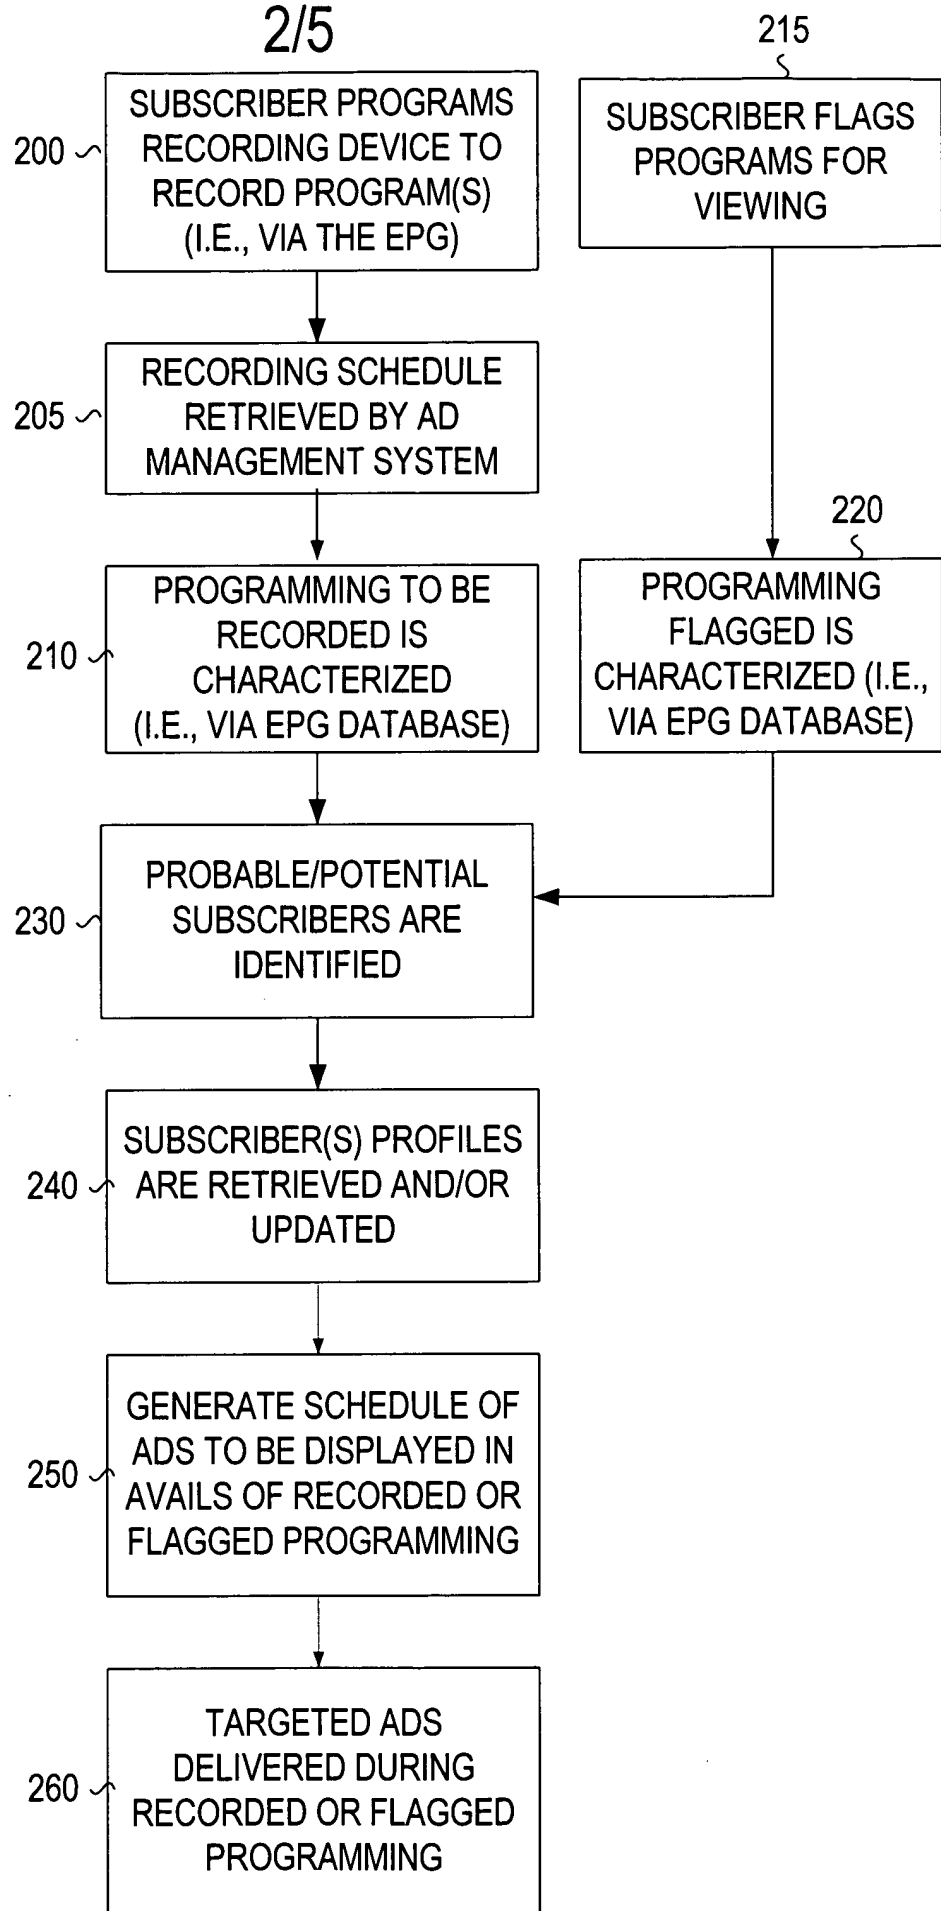 2/5
200
SUBSCRIBER PROGRAMS
RECORDING DEVICE TO
RECORD PROGRAM(S)
(I.E., VIA THE EPG)
215
SUBSCRIBER FLAGS
PROGRAMS FOR
VIEWING
205
RECORDING SCHEDULE
RETRIEVED BY AD
MANAGEMENT SYSTEM
210
PROGRAMMING TO BE
RECORDED IS
CHARACTERIZED
(I.E., VIA EPG DATABASE)
220
PROGRAMMING
FLAGGED IS
CHARACTERIZED (I.E.,
VIA EPG DATABASE)
230
PROBABLE/POTENTIAL
SUBSCRIBERS ARE
IDENTIFIED
240
SUBSCRIBER(S) PROFILES
ARE RETRIEVED AND/OR
UPDATED
250
GENERATE SCHEDULE OF
ADS TO BE DISPLAYED IN
AVAILS OF RECORDED OR
FLAGGED PROGRAMMING
260
TARGETED ADS
DELIVERED DURING
RECORDED OR FLAGGED
PROGRAMMING